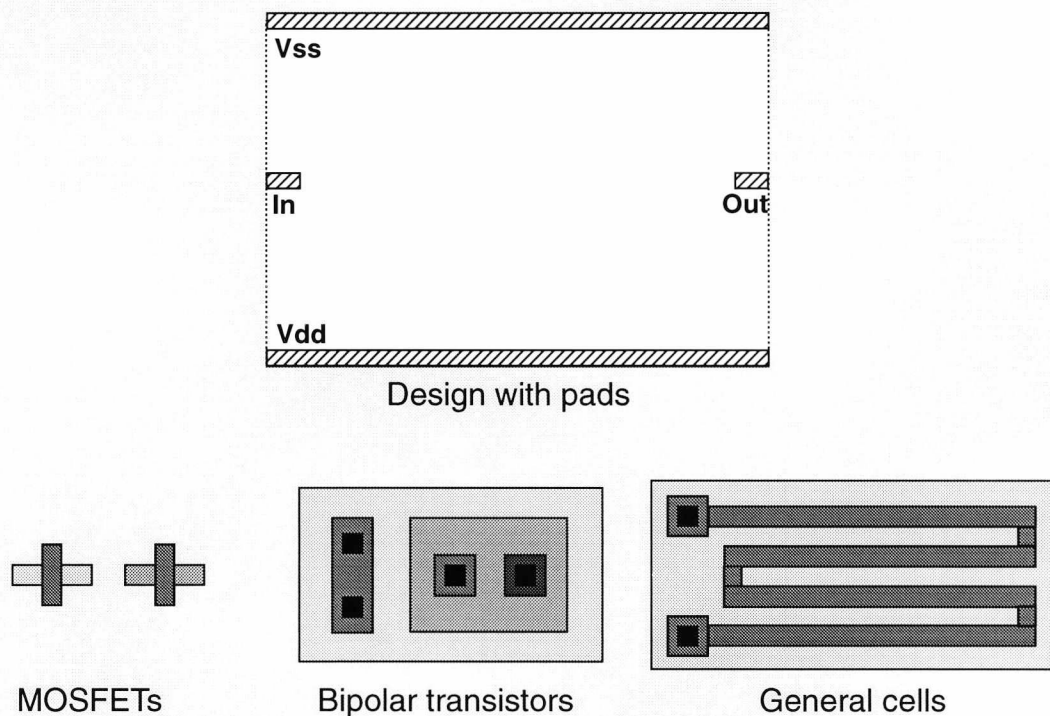 Vss
In
Out
Vdd
Design with pads
MOSFETs
Bipolar transistors
General cells